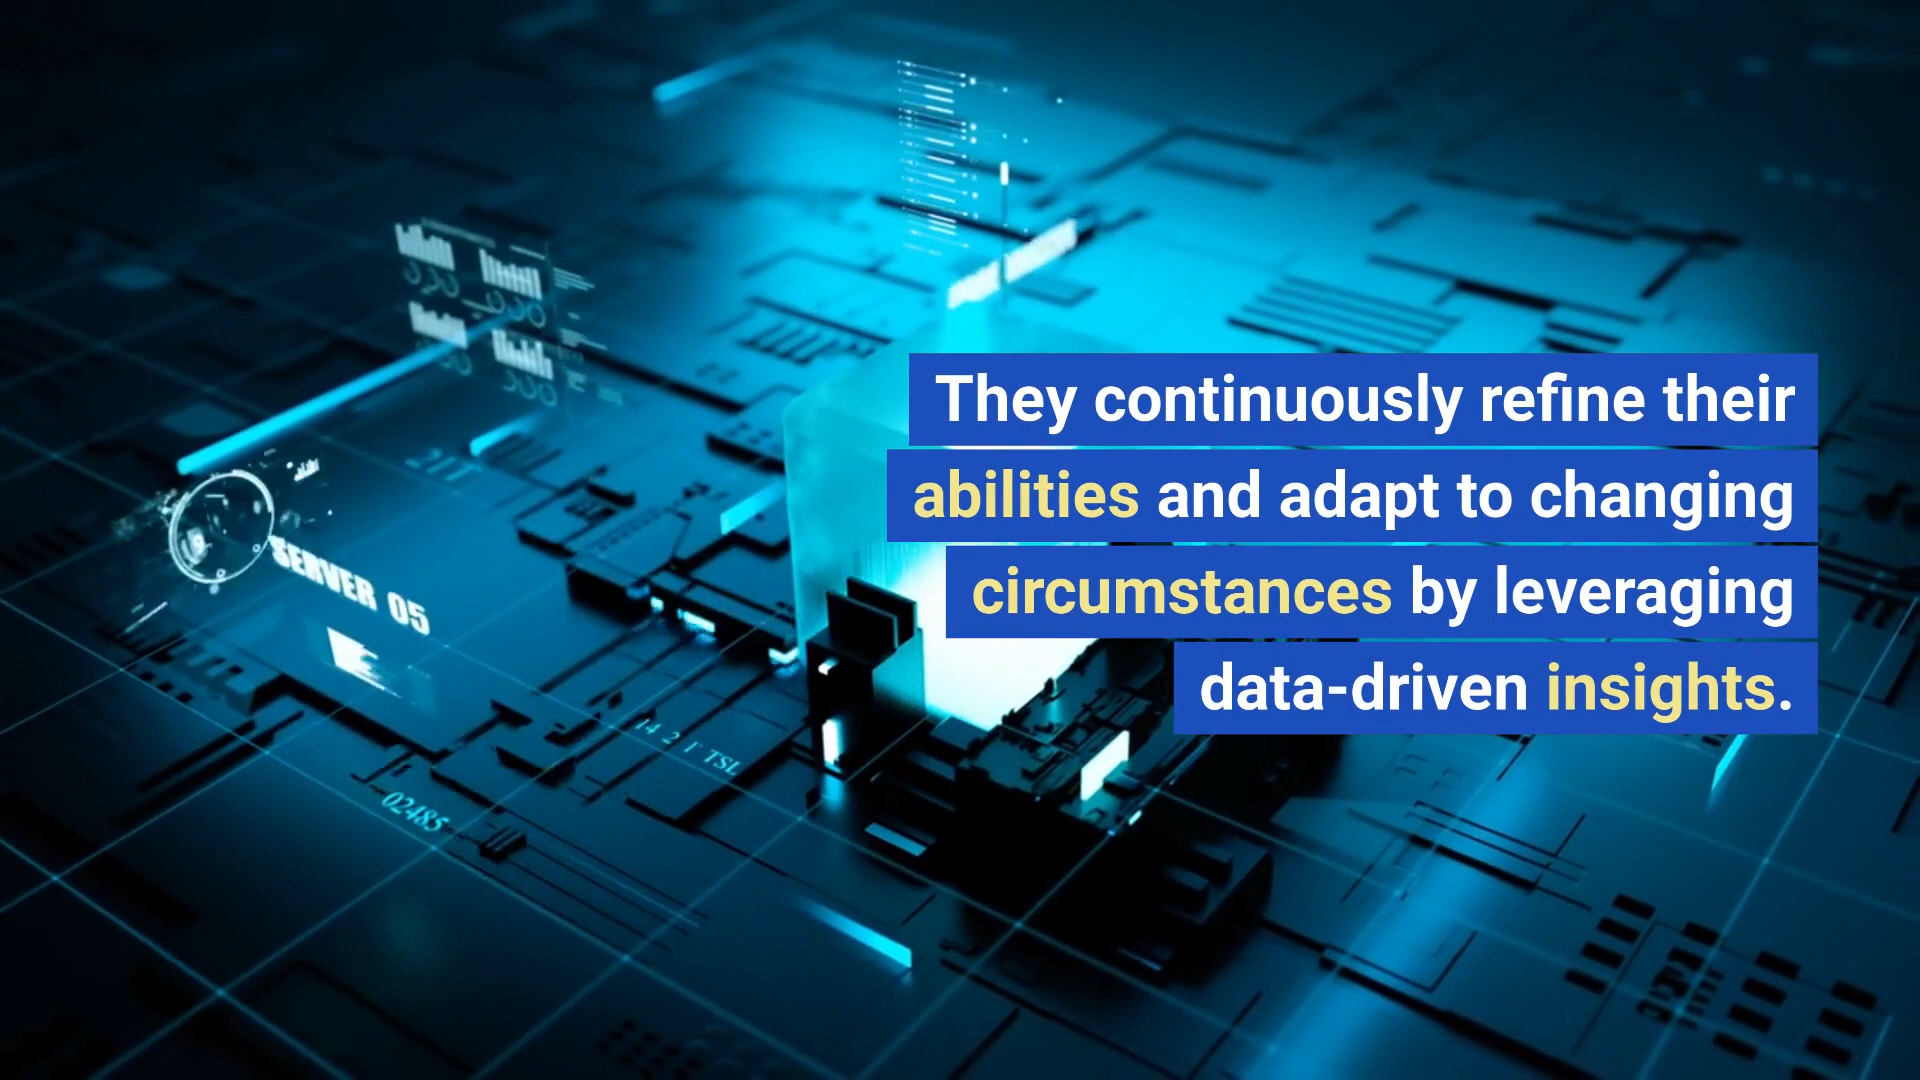 They continuously refine their
abilities and adapt to changing
circumstances by leveraging
data-driven insights.
SERVER 05
02485